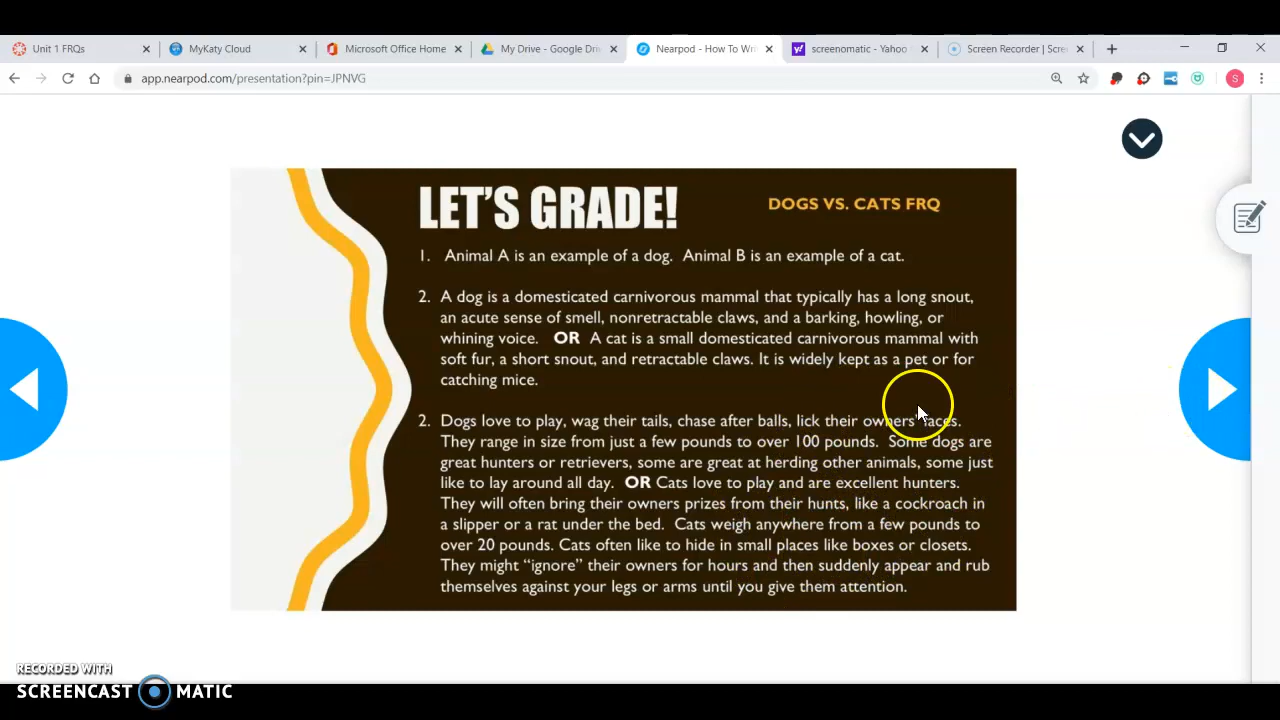 Unit 1 FRQs
MyKaty Cloud
Microsoft Office Home
My Drive - Google Dri
Nearpod - How To Wr
screenomatic - Yahoo
Screen Recorder | Scre
app.nearpod.com/presentation?pin=JPNVG
S
LET'S GRADE!
DOGS VS. CATS FRQ
1. Animal A is an example of a dog. Animal B is an example of a cat.
2. A dog is a domesticated carnivorous mammal that typically has a long snout,
an acute sense of smell, nonretractable claws, and a barking, howling, or
whining voice. OR A cat is a small domesticated carnivorous mammal with
soft fur, a short snout, and retractable claws. It is widely kept as a pet or for
catching mice.
2. Dogs love to play, wag their tails, chase after balls, lick their owners' faces.
They range in size from just a few pounds to over 100 pounds. Some dogs are
great hunters or retrievers, some are great at herding other animals, some just
like to lay around all day. OR Cats love to play and are excellent hunters.
They will often bring their owners prizes from their hunts, like a cockroach in
a slipper or a rat under the bed. Cats weigh anywhere from a few pounds to
over 20 pounds. Cats often like to hide in small places like boxes or closets.
They might “ignore” their owners for hours and then suddenly appear and rub
themselves against your legs or arms until you give them attention.
RECORDED WITH
SCREENCAST MATIC